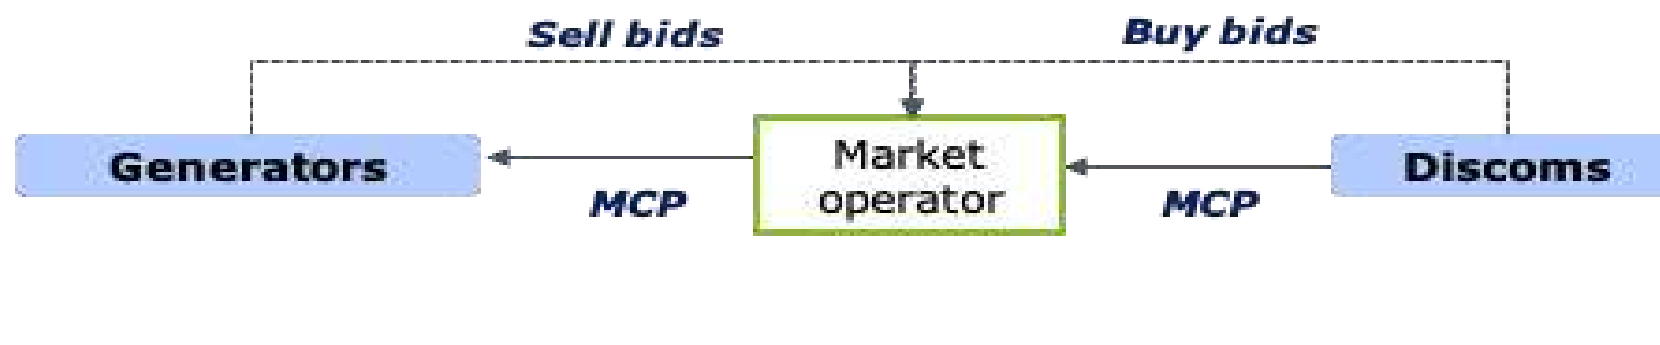 Sell bids
Buy bids
Generators
Market
operator
Discoms
MCP
MCP